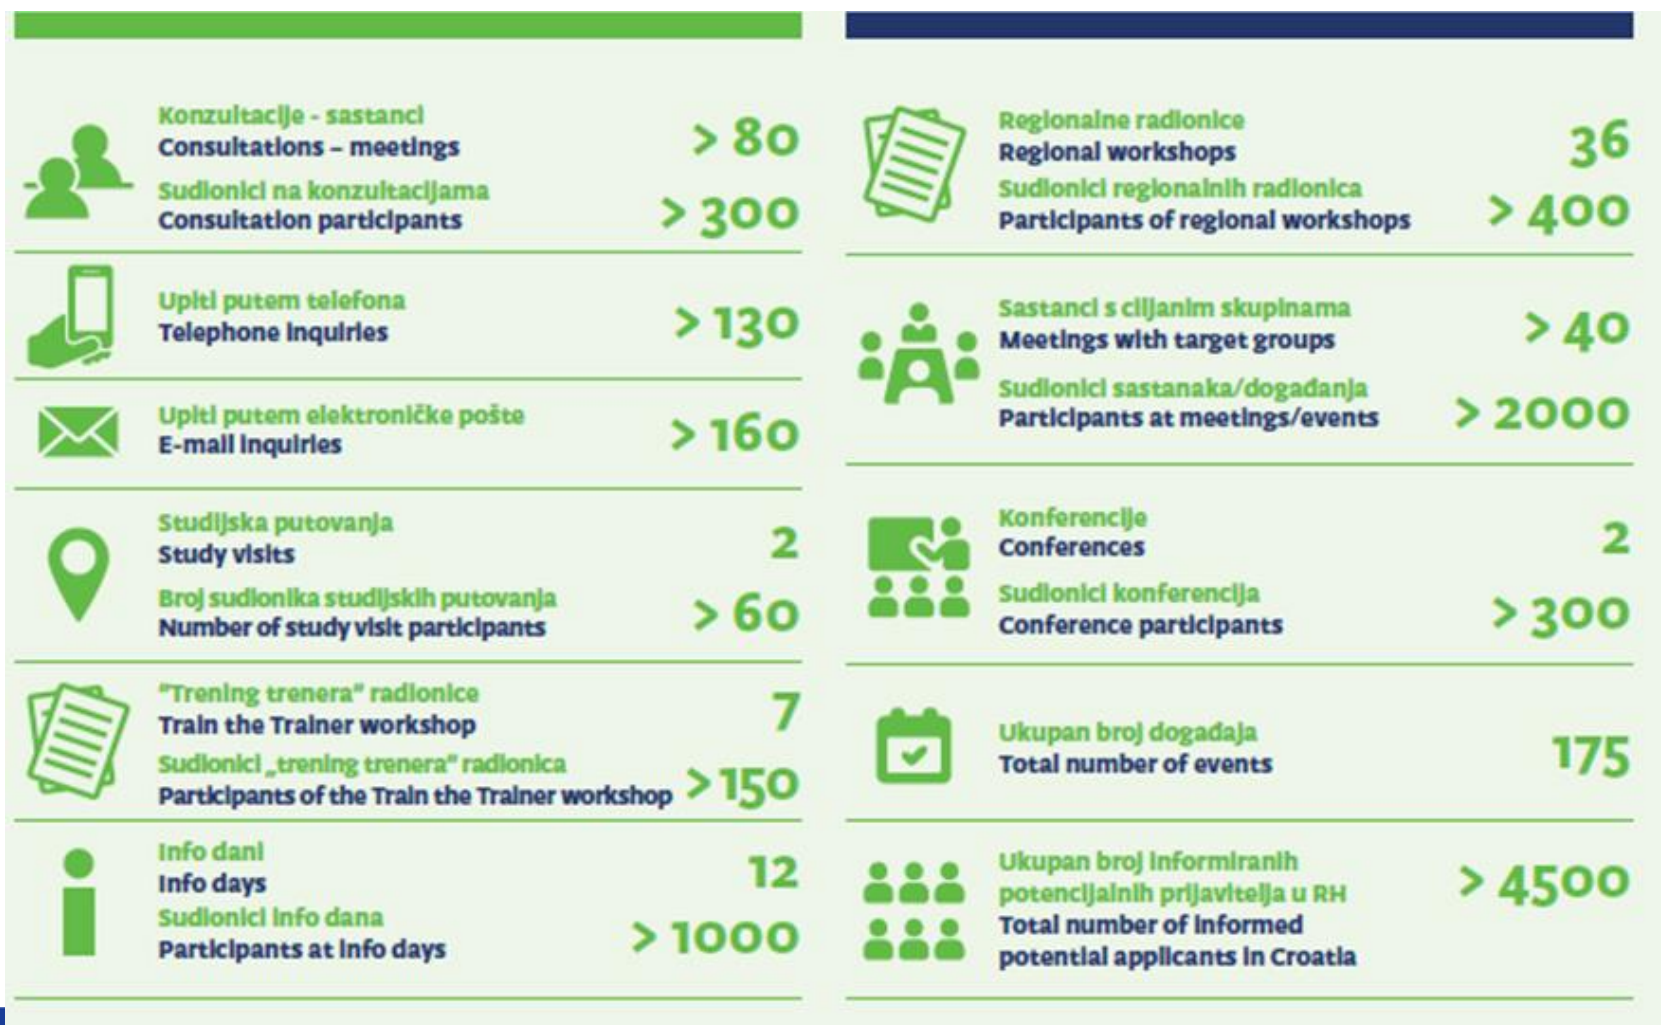 Konzultacije - sastanci
Consultations – meetings
> 80
Sudionici na konzultacijama
Consultation participants
> 300
Upiti putem telefona
Telephone inquiries
> 130
Upiti putem elektroničke pošte
E-mail inquiries
> 160
Studijska putovanja
Study visits
2
Broj sudionika studijskih putovanja
Number of study visit participants
> 60
"Trening trenera" radionice
Train the Trainer workshop
7
Sudionici „trening trenera" radionica
Participants of the Train the Trainer workshop
> 150
Info dani
Info days
12
Sudionici info dana
Participants at info days
> 1000
Regionalne radionice
Regional workshops
36
Sudionici regionalnih radionica
Participants of regional workshops
> 400
Sastanci s ciljanim skupinama
Meetings with target groups
> 40
Sudionici sastanaka/događanja
Participants at meetings/events
> 2000
Konferencije
Conferences
2
Sudionici konferencija
Conference participants
> 300
Ukupan broj događaja
Total number of events
175
Ukupan broj informiranih
potencijalnih prijavitelja u RH
> 4500
Total number of informed
potential applicants in Croatia